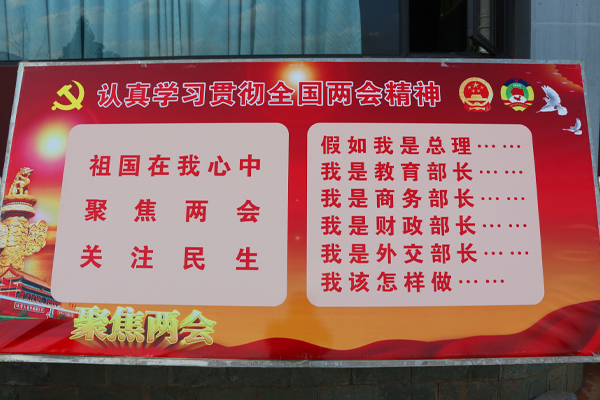 认真学习贯彻全国两会精神
祖国在我心中
聚焦两会
关注民生
假如我是总理……
我是教育部长……
我是商务部长……
我是财政部长……
我是外交部长……
我该怎样做……
聚焦两会